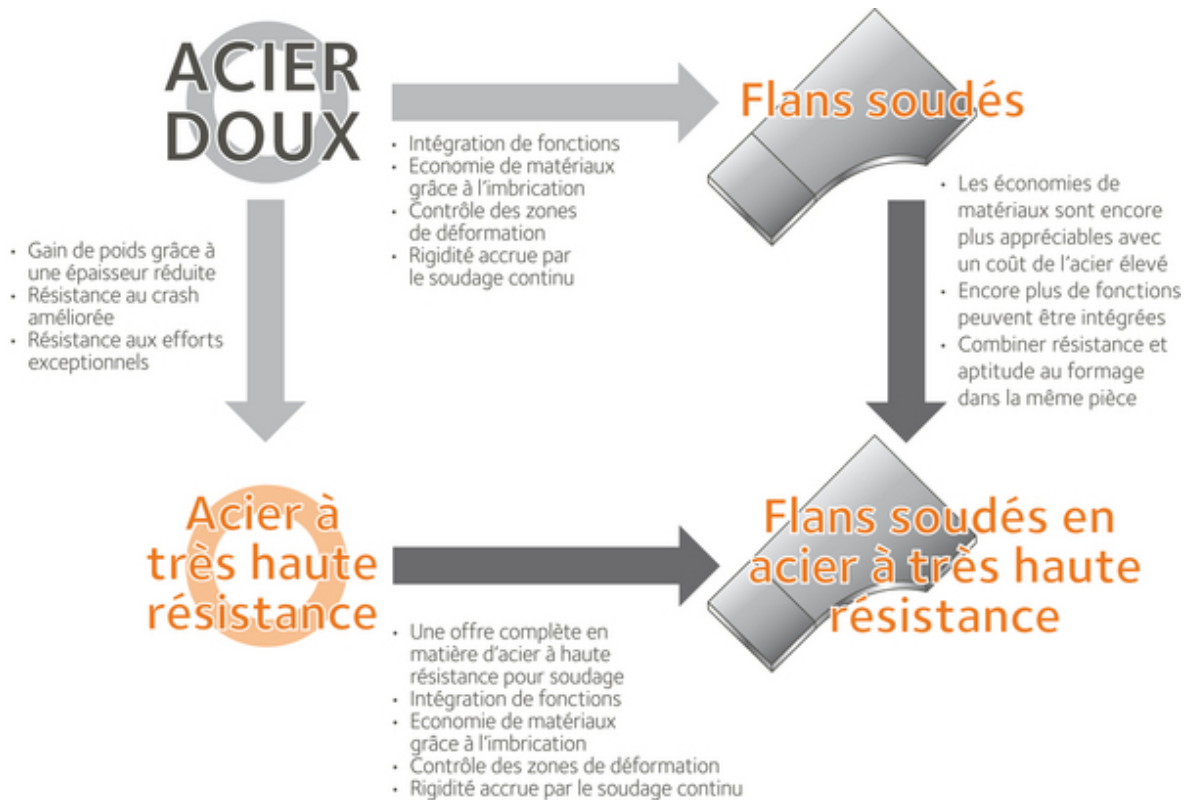 ACIER
DOUX
Flans soudés
• Intégration de fonctions
• Economie de matériaux
grâce à l'imbrication
• Contrôle des zones
de déformation
• Rigidité accrue par
le soudage continu
• Gain de poids grâce à
une épaisseur réduite
• Résistance au crash
améliorée
• Résistance aux efforts
exceptionnels
• Les économies de
matériaux sont encore
plus appréciables avec
un coût de l'acier élevé
• Encore plus de fonctions
peuvent être intégrées
• Combiner résistance et
aptitude au formage
dans la même pièce
Acier à
très haute
résistance
Flans soudés en
acier à très haute
résistance
• Une offre complète en
matière d'acier à haute
résistance pour soudage
• Intégration de fonctions
• Economie de matériaux
grâce à l'imbrication
• Contrôle des zones de déformation
• Rigidité accrue par le soudage continu